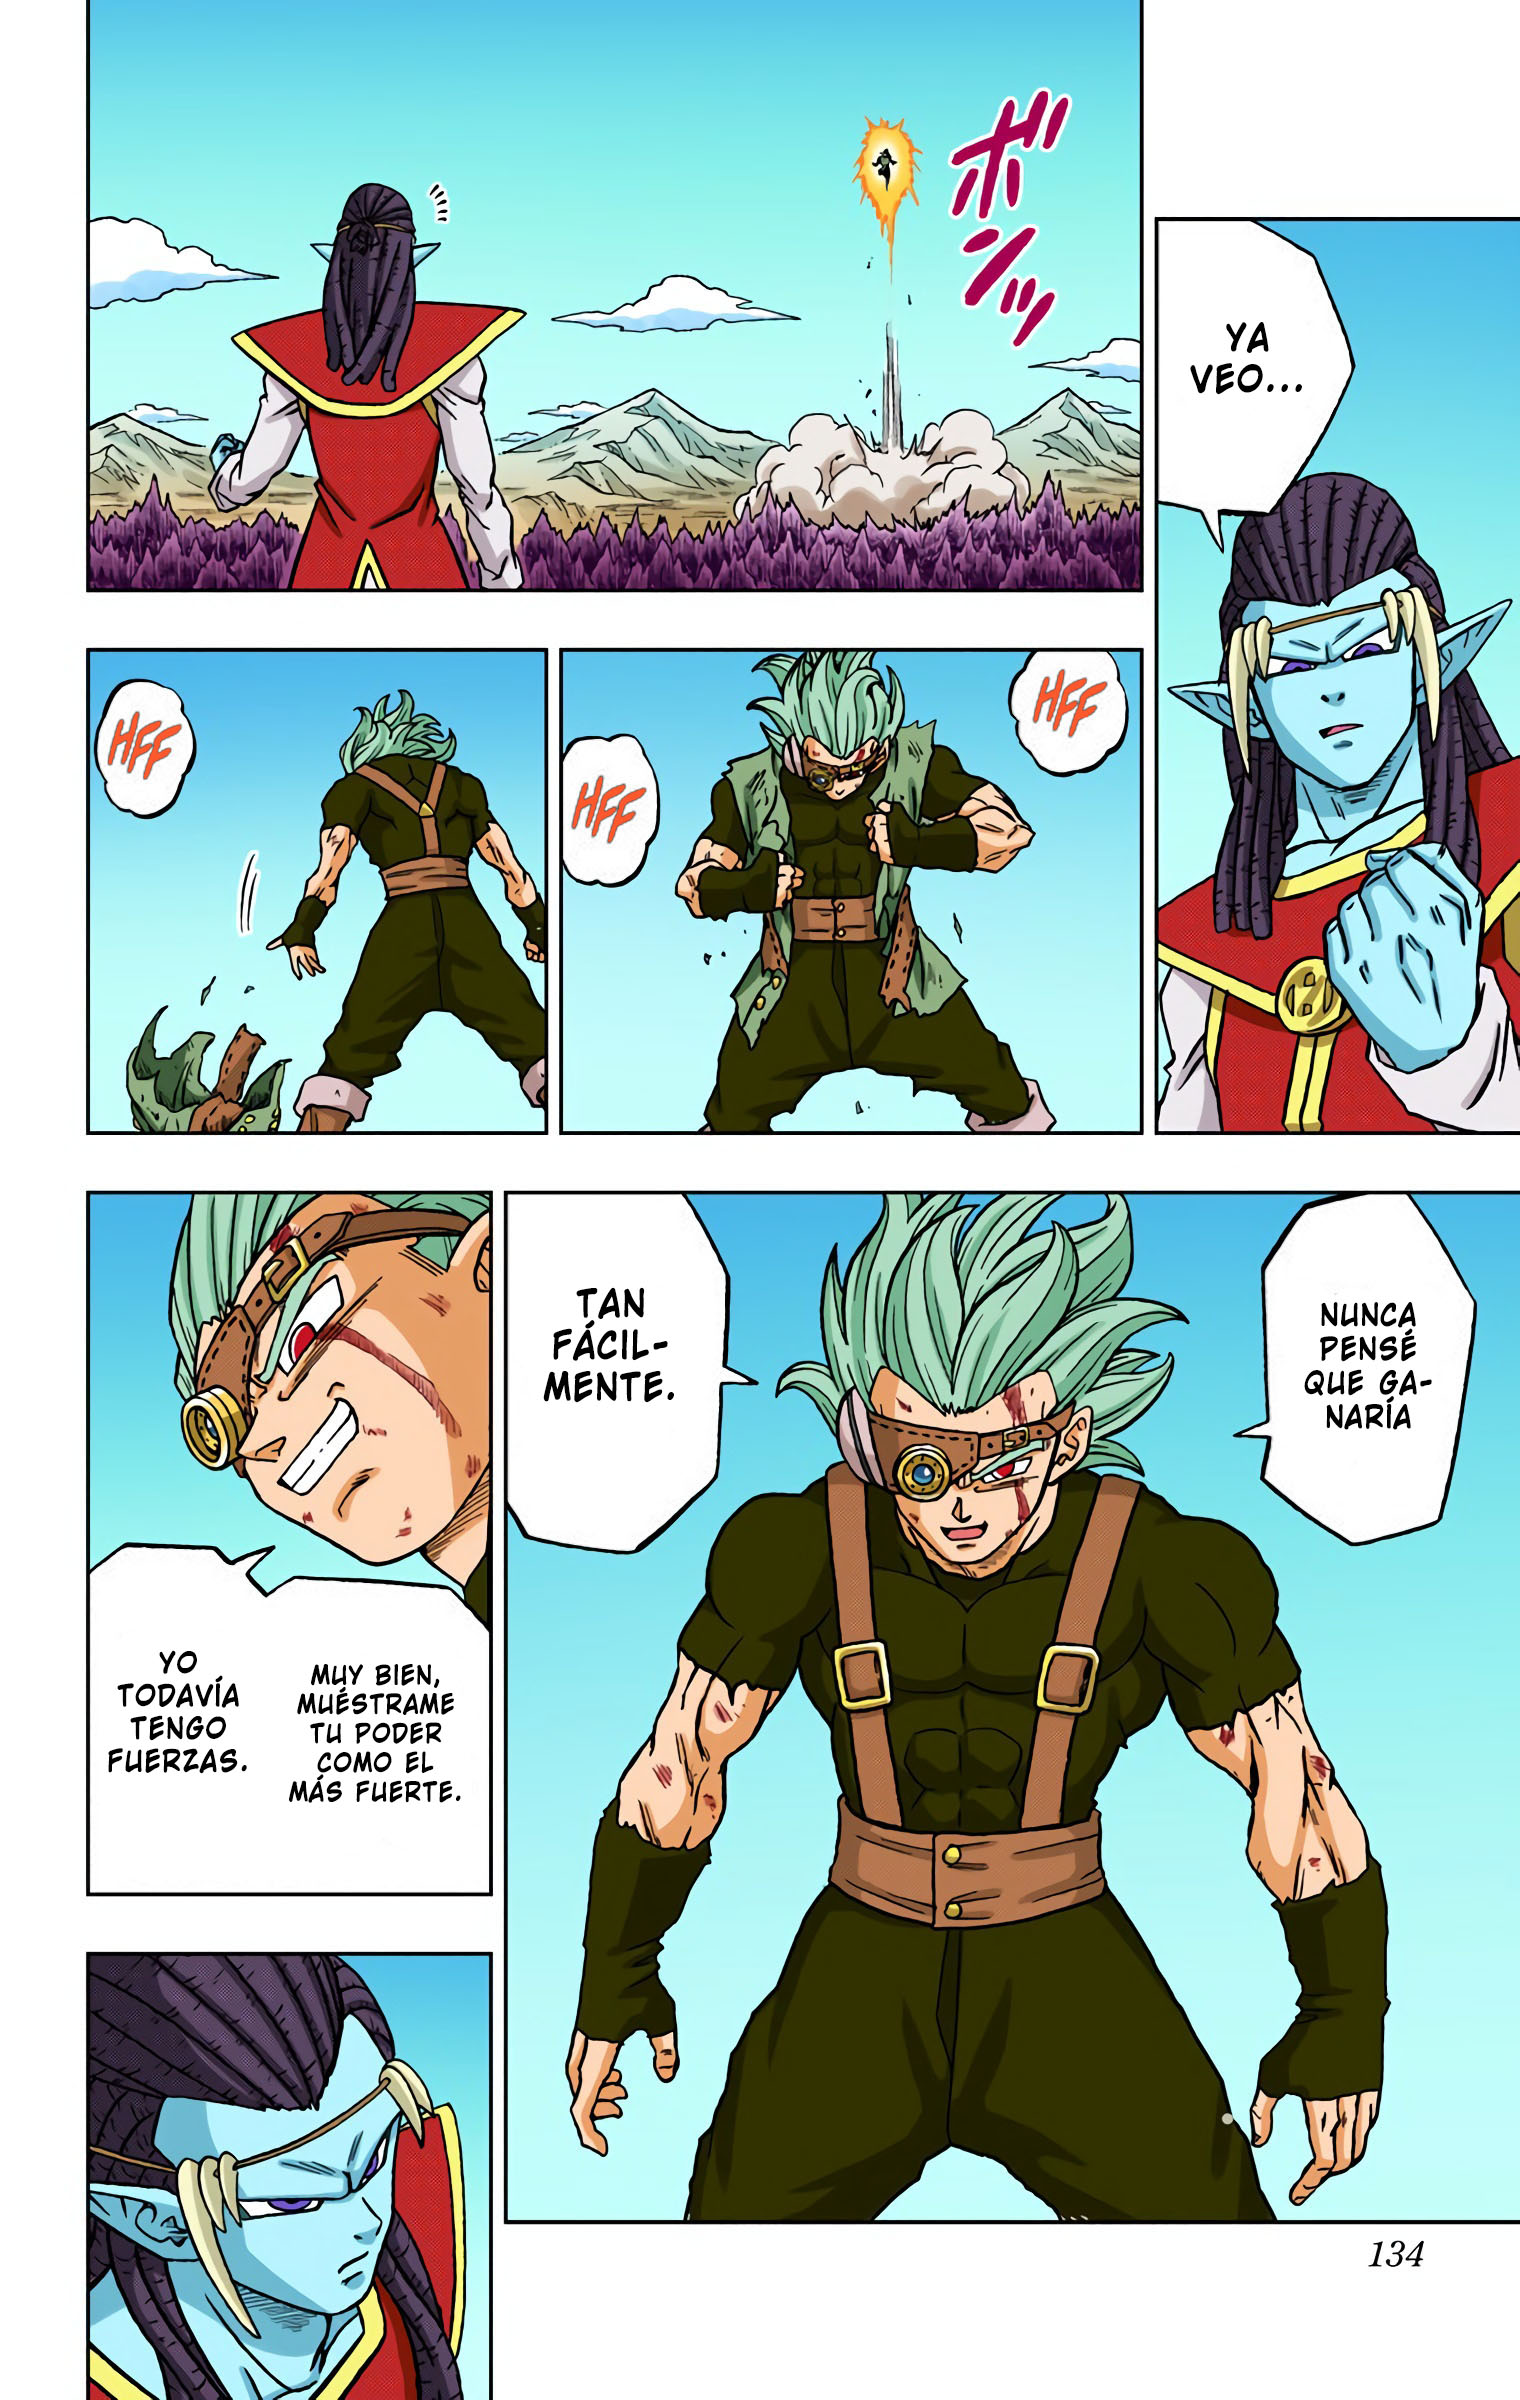 ボンッ
YA
VEO...
HFF
HFF
HFF
NUNCA
PENSÉ
QUE GA-
NARÍA
TAN
FÁCIL-
MENTE.
MUY BIEN,
MUÉSTRAME
TU PODER
COMO EL
MÁS FUERTE.
YO
TODAVÍA
TENGO
FUERZAS.
134